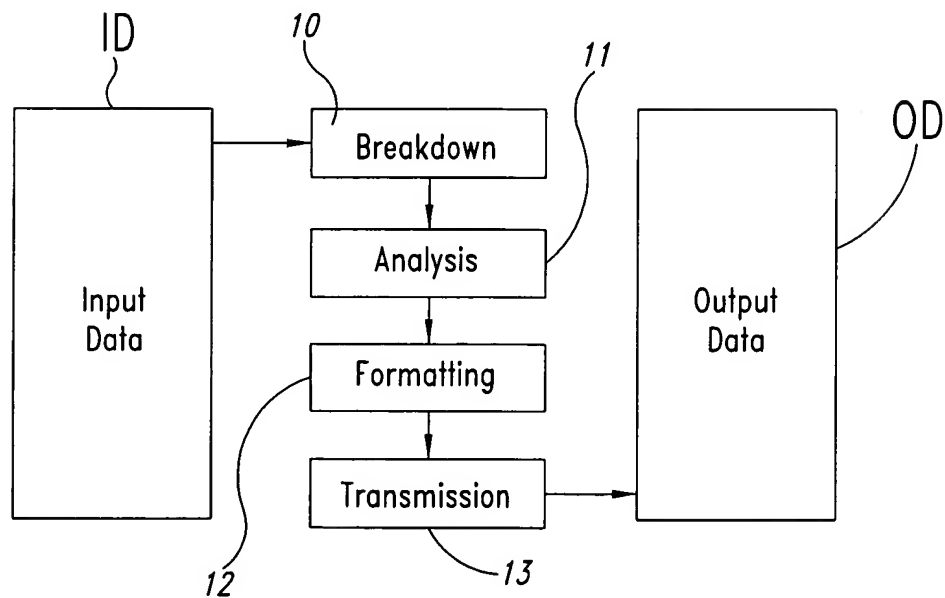 ID
10
11
Breakdown
OD
Analysis
Input
Data
Output
Data
Formatting
Transmission
12
13